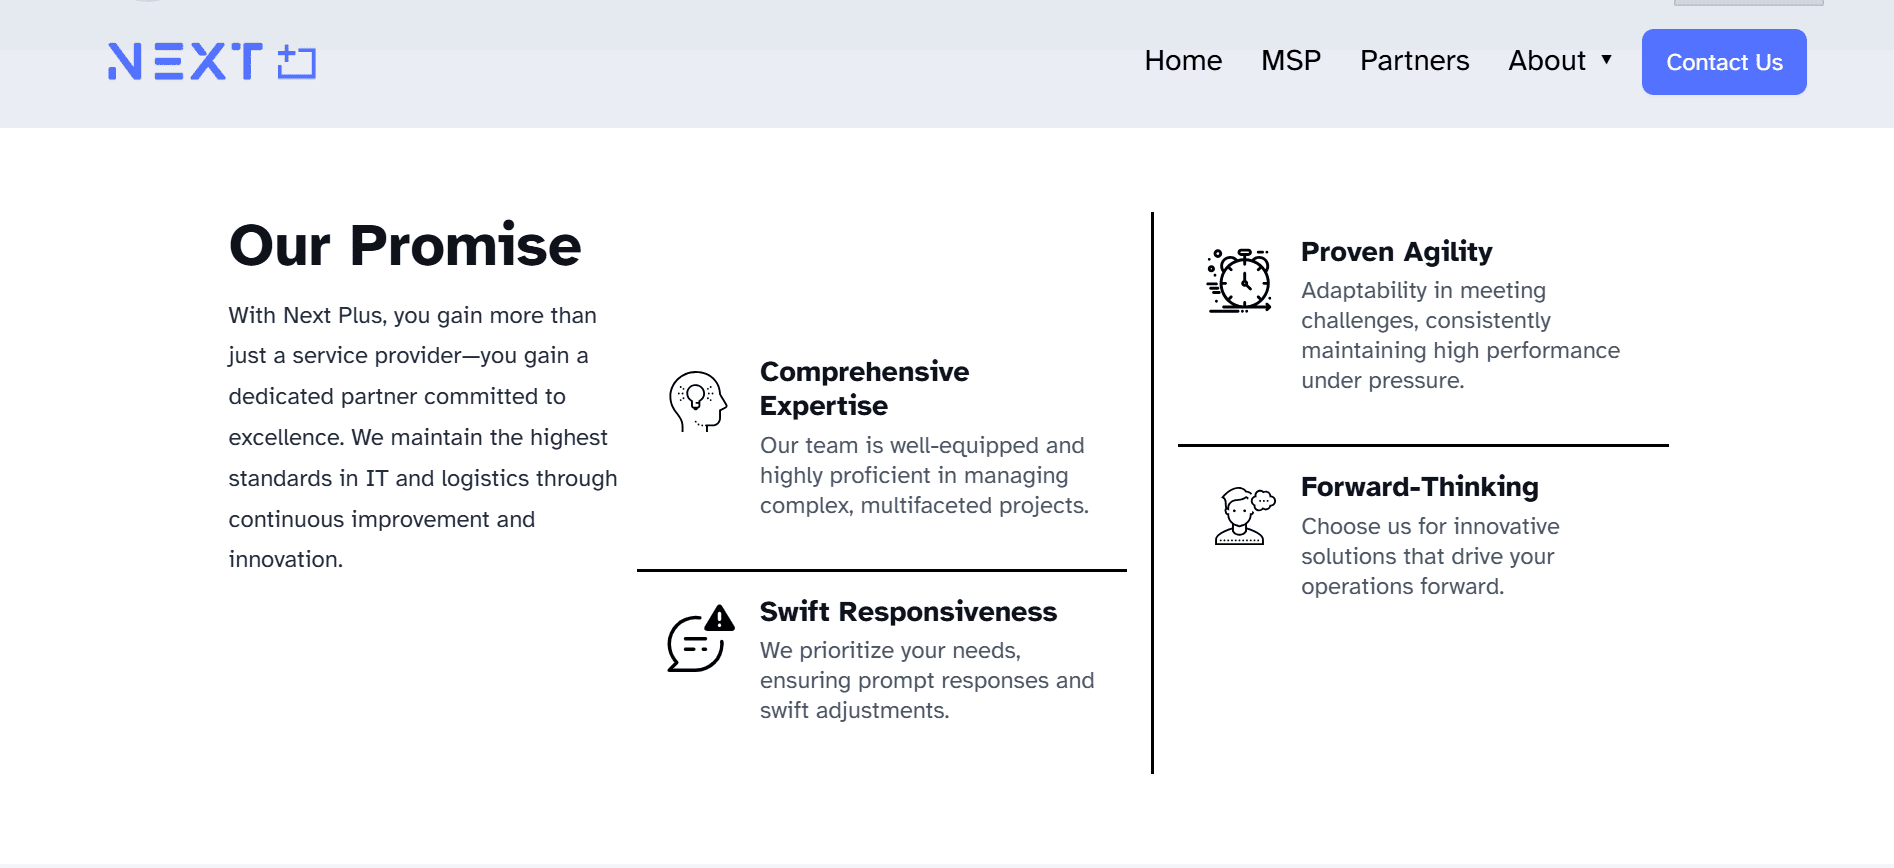 NEXT
Home
MSP
Partners
About ▼
Contact Us
Our Promise
With Next Plus, you gain more than
just a service provider—you gain a
dedicated partner committed to
excellence. We maintain the highest
standards in IT and logistics through
continuous improvement and
innovation.
Comprehensive
Expertise
Our team is well-equipped and
highly proficient in managing
complex, multifaceted projects.
Swift Responsiveness
We prioritize your needs,
ensuring prompt responses and
swift adjustments.
Proven Agility
Adaptability in meeting
challenges, consistently
maintaining high performance
under pressure.
Forward-Thinking
Choose us for innovative
solutions that drive your
operations forward.